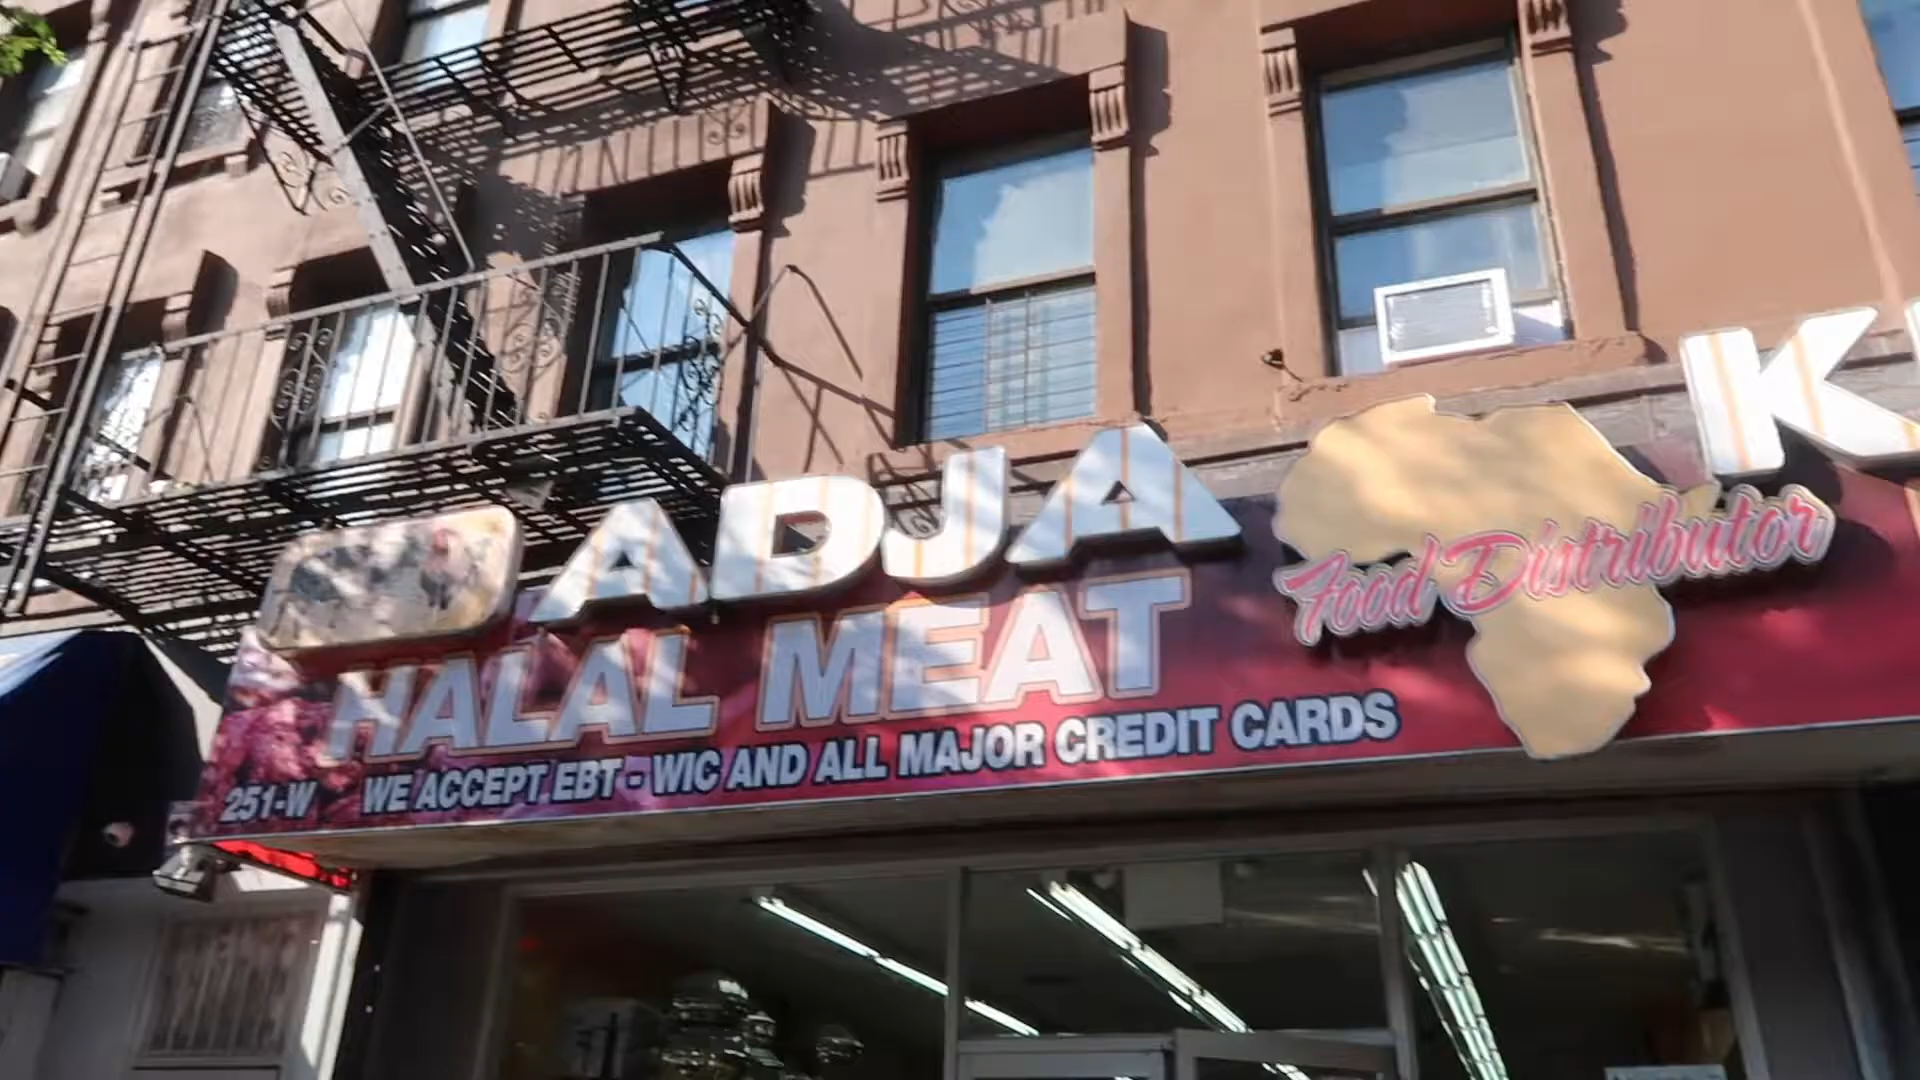 ADJA
HALAL MEAT
251-W WE ACCEPT EBT - WIC AND ALL MAJOR CREDIT CARDS
Food Distributor